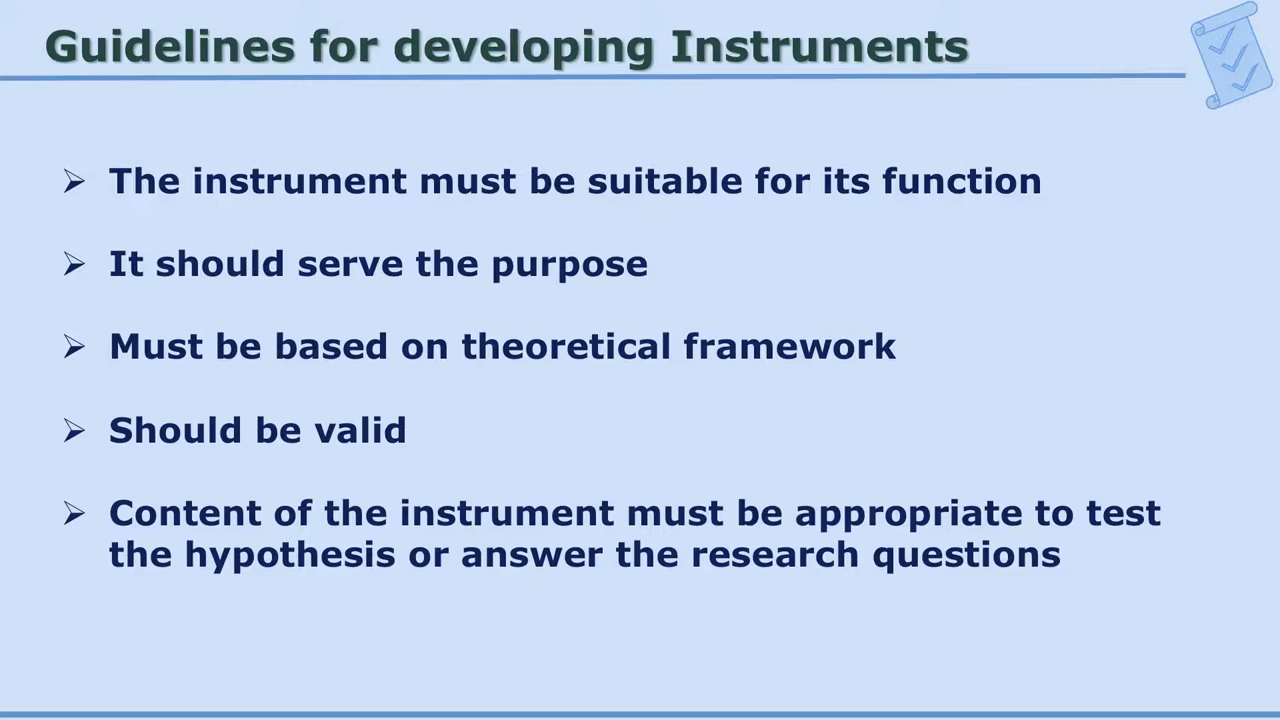 Guidelines for developing Instruments
➢ The instrument must be suitable for its function
➢ It should serve the purpose
➢ Must be based on theoretical framework
➢ Should be valid
➢ Content of the instrument must be appropriate to test
the hypothesis or answer the research questions